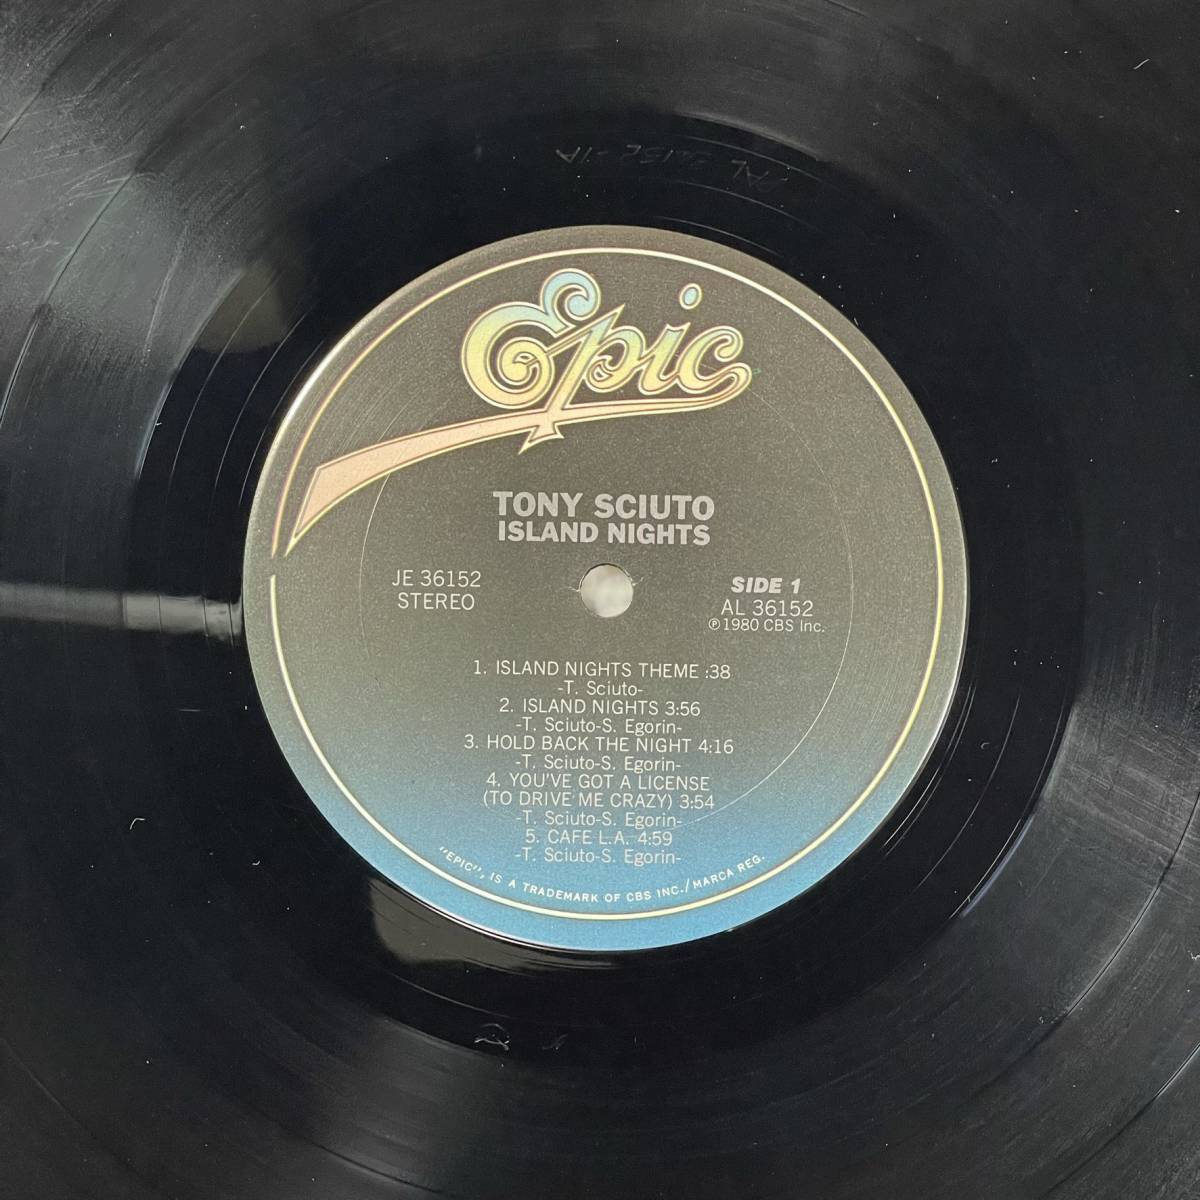 Epic
TONY SCIUTO
ISLAND NIGHTS
JE 36152
STEREO
SIDE 1
AL 36152
℗ 1980 CBS Inc.
1. ISLAND NIGHTS THEME :38
-T. Sciuto-
2. ISLAND NIGHTS 3:56
-T. Sciuto-S. Egorin-
3. HOLD BACK THE NIGHT 4:16
-T. Sciuto-S. Egorin-
4. YOU'VE GOT A LICENSE
(TO DRIVE ME CRAZY) 3:54
-T. Sciuto-S. Egorin-
5. CAFE L.A. 4:59
-T. Sciuto-S. Egorin-
"EPIC", IS A TRADEMARK OF CBS INC./MARCA REG.